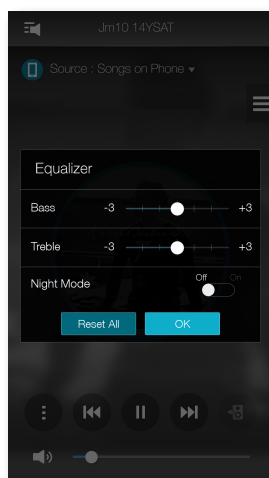 Jm10 14YSAT
Source : Songs on Phone
Equalizer
Bass -3 +3
Treble -3 +3
Night Mode Off On
Reset All OK